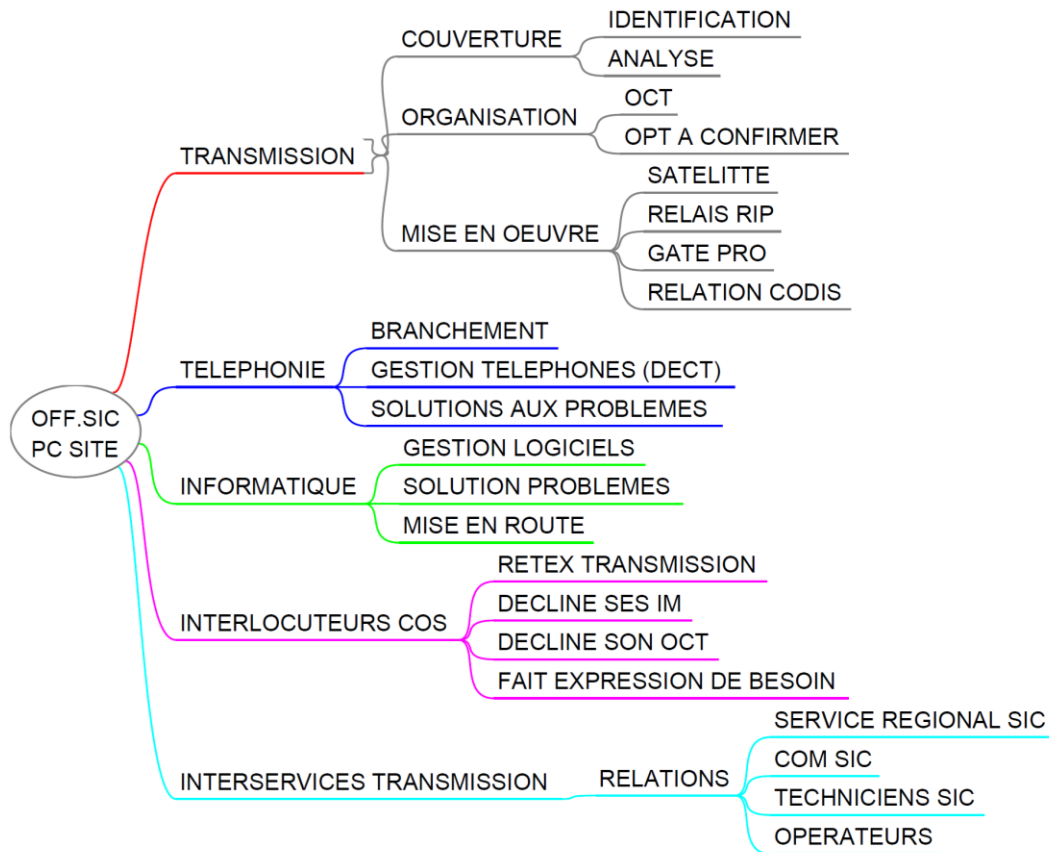 OFF.SIC
PC SITE
TRANSMISSION
COUVERTURE
IDENTIFICATION
ANALYSE
ORGANISATION
OCT
OPT A CONFIRMER
MISE EN OEUVRE
SATELITTE
RELAIS RIP
GATE PRO
RELATION CODIS
TELEPHONIE
BRANCHEMENT
GESTION TELEPHONES (DECT)
SOLUTIONS AUX PROBLEMES
INFORMATIQUE
GESTION LOGICIELS
SOLUTION PROBLEMES
MISE EN ROUTE
INTERLOCUTEURS COS
RETEX TRANSMISSION
DECLINE SES IM
DECLINE SON OCT
FAIT EXPRESSION DE BESOIN
INTERSERVICES TRANSMISSION
RELATIONS
SERVICE REGIONAL SIC
COM SIC
TECHNICIENS SIC
OPERATEURS